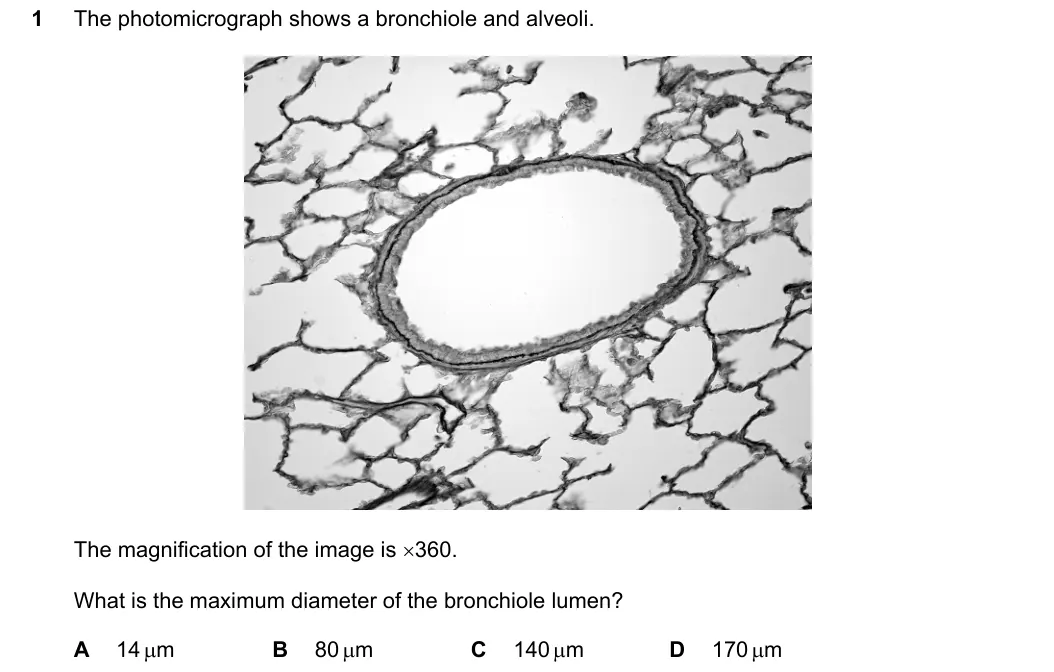 1 The photomicrograph shows a bronchiole and alveoli.
The magnification of the image is ×360.
What is the maximum diameter of the bronchiole lumen?
A 14 μm B 80 μm C 140 μm D 170 μm